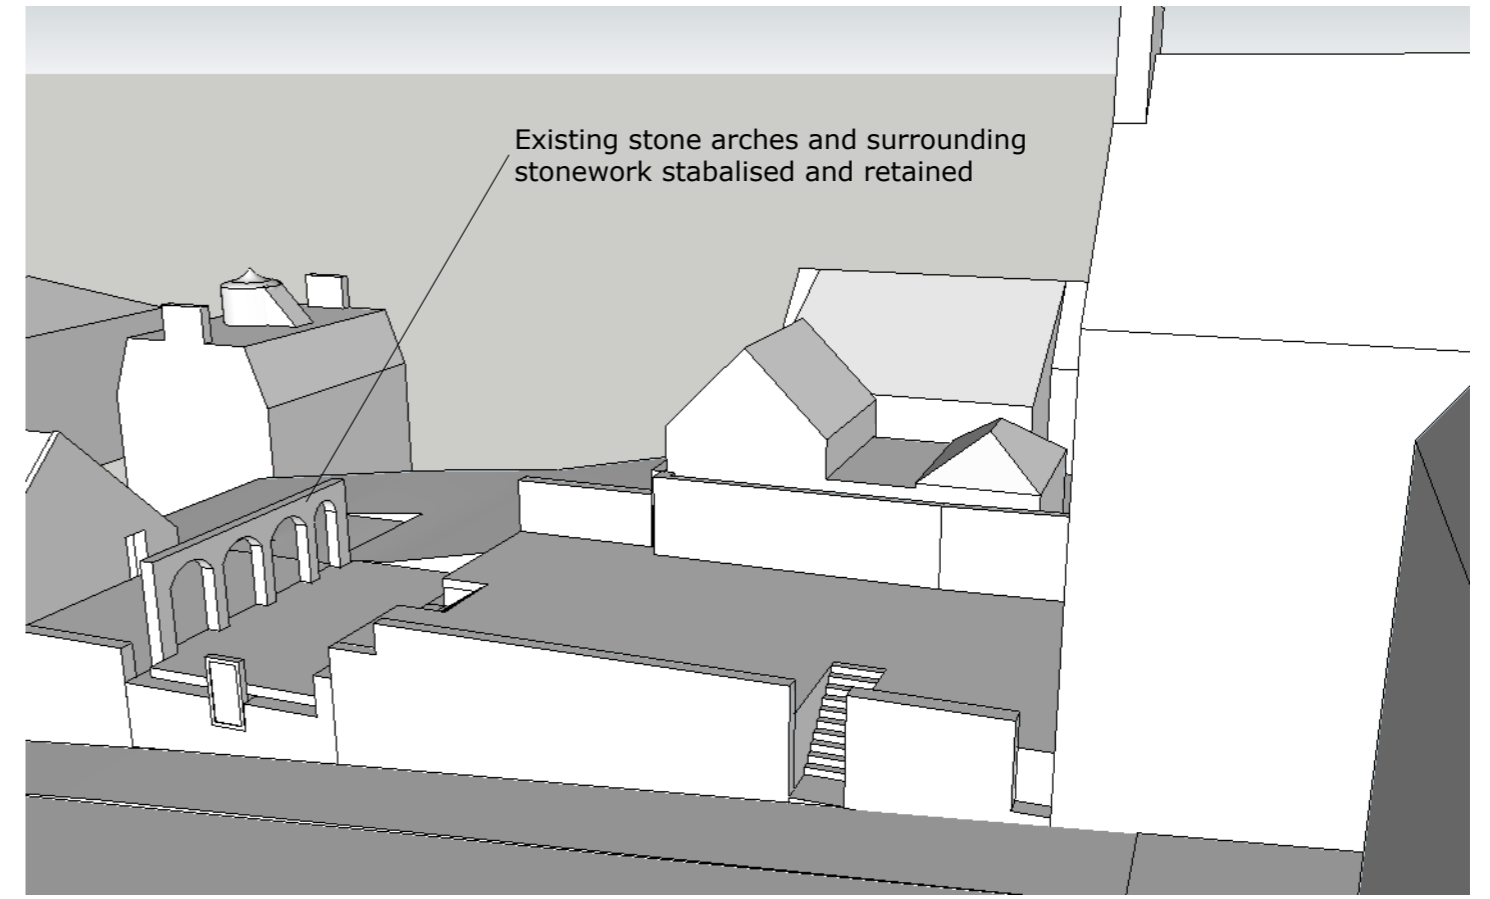 Existing stone arches and surrounding
stonework stabalised and retained